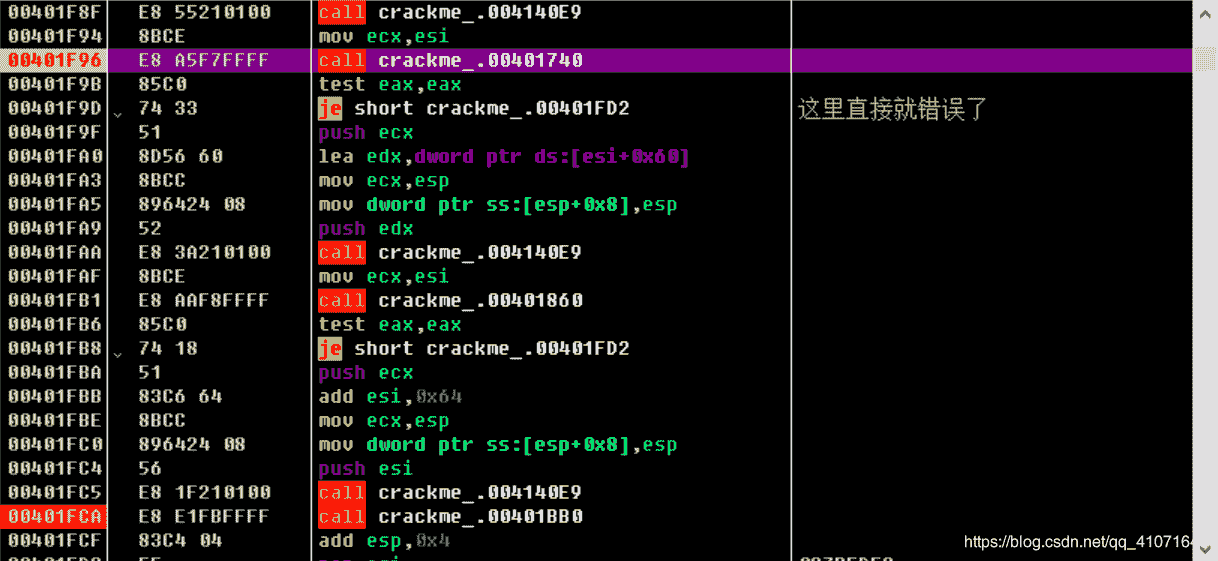 00401F8F E8 55210100 call crackme_.004140E9
00401F94 8BCE mov ecx,esi
00401F96 E8 A5F7FFFF call crackme_.00401740
00401F9B 85C0 test eax,eax
00401F9D 74 33 je short crackme_.00401FD2 这里直接就错误了
00401F9F 51 push ecx
00401FA0 8D56 60 lea edx,dword ptr ds:[esi+0x60]
00401FA3 8BCC mov ecx,esp
00401FA5 896424 08 mov dword ptr ss:[esp+0x8],esp
00401FA9 52 push edx
00401FAA E8 3A210100 call crackme_.004140E9
00401FAF 8BCE mov ecx,esi
00401FB1 E8 AAF8FFFF call crackme_.00401860
00401FB6 85C0 test eax,eax
00401FB8 74 18 je short crackme_.00401FD2
00401FBA 51 push ecx
00401FBB 83C6 64 add esi,0x64
00401FBE 8BCC mov ecx,esp
00401FC0 896424 08 mov dword ptr ss:[esp+0x8],esp
00401FC4 56 push esi
00401FC5 E8 1F210100 call crackme_.004140E9
00401FCA E8 E1FBFFFF call crackme_.00401BB0
00401FCF 83C4 04 add esp,0x4
https://blog.csdn.net/qq_4107164